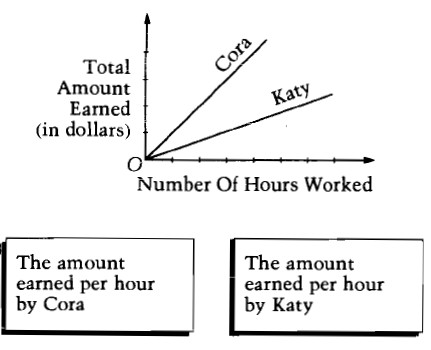 Cora
Total
Amount
Earned
(in dollars)
Katy
O
Number Of Hours Worked
The amount
earned per hour
by Cora
The amount
earned per hour
by Katy